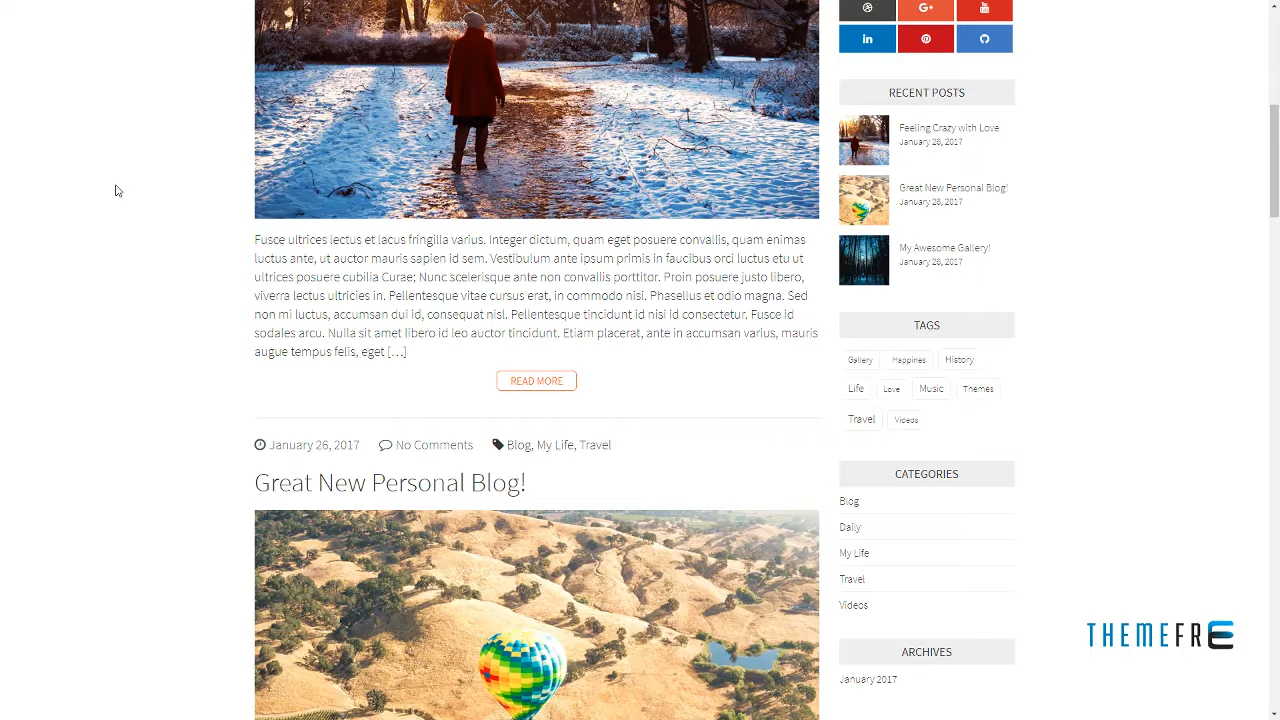 Fusce ultrices lectus et lacus fringilla varius. Integer dictum, quam eget posuere convallis, quam enimas
luctus ante, ut auctor mauris sapien id sem. Vestibulum ante ipsum primis in faucibus orci luctus etu ut
ultrices posuere cubilia Curae; Nunc scelerisque ante non convallis porttitor. Proin posuere justo libero,
viverra lectus ultricies in. Pellentesque vitae cursus erat, in commodo nisi. Phasellus et odio magna. Sed
non mi luctus, accumsan dui id, consequat nisl. Pellentesque tincidunt id nisi id consectetur. Fusce id
sodales arcu. Nulla sit amet libero id leo auctor tincidunt. Etiam placerat, ante in accumsan varius, mauris
augue tempus felis, eget […]
READ MORE
January 26, 2017 No Comments Blog, My Life, Travel
Great New Personal Blog!
G+
You
in
RECENT POSTS
Feeling Crazy with Love
January 28, 2017
Great New Personal Blog!
January 26, 2017
My Awesome Gallery!
January 26, 2017
TAGS
Gallery Happines History
Life Love Music Themes
Travel Videos
CATEGORIES
Blog
Daily
My Life
Travel
Videos
ARCHIVES
January 2017
THEMEFRE